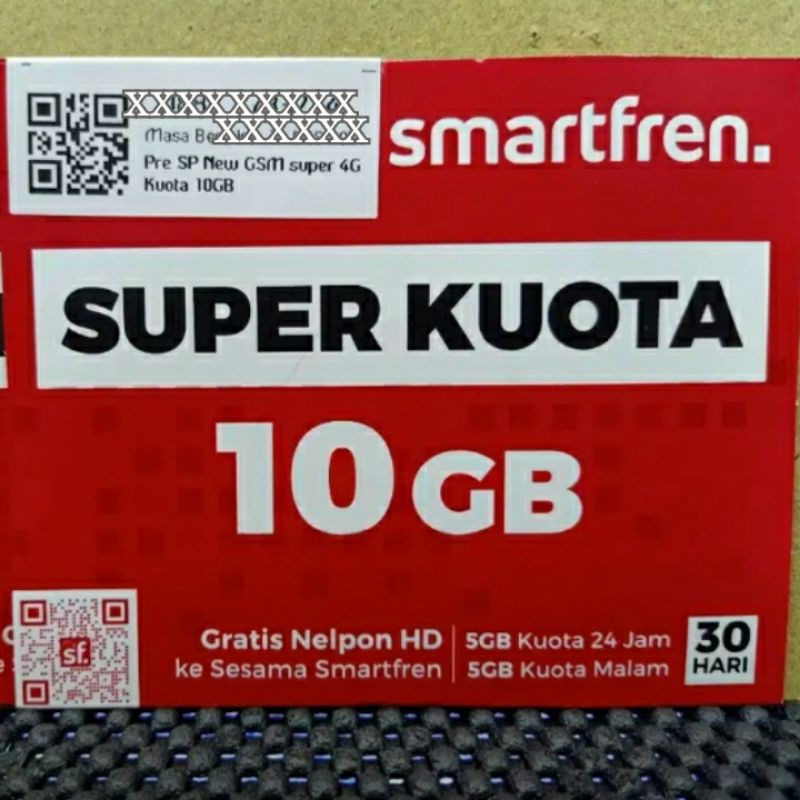 Masa
Pre SP New GSM super 4G
Kuota 10GB
smartfren.
SUPER KUOTA
10 GB
sf.
Gratis Nelpon HD
ke Sesama Smartfren
5GB Kuota 24 Jam
5GB Kuota Malam
30
HARI